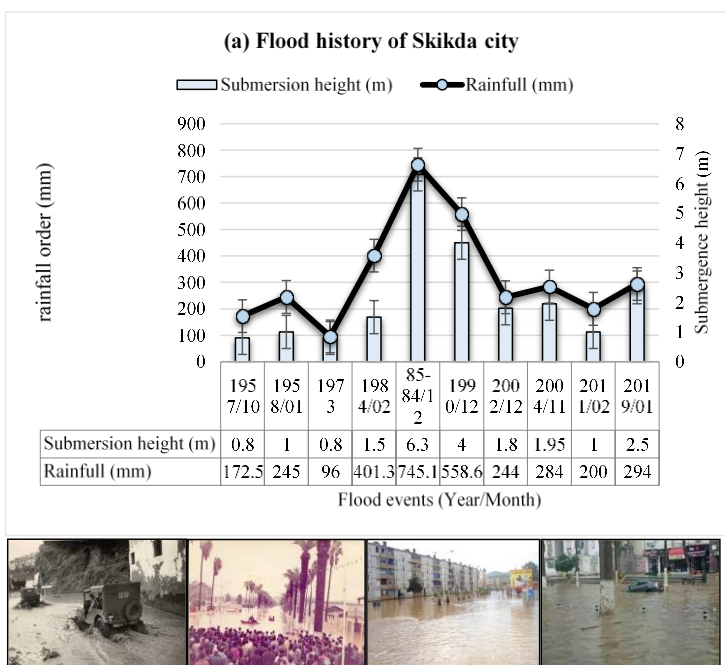 (a) Flood history of Skikda city
Submersion height (m) Rainfull (mm)
900 8
800 7
700 6
600 5
500
400 4
300 3
200 2
100 1
0 0
rainfall order (mm)
Submergence height (m)
195 195 197 198 85- 199 200 200 201 201
7/10 8/01 3 4/02 84/1 0/12 2/12 4/11 1/02 9/01
2
Submersion height (m) 0.8 1 0.8 1.5 6.3 4 1.8 1.95 1 2.5
Rainfull (mm) 172.5 245 96 401.3 745.1 558.6 244 284 200 294
Flood events (Year/Month)